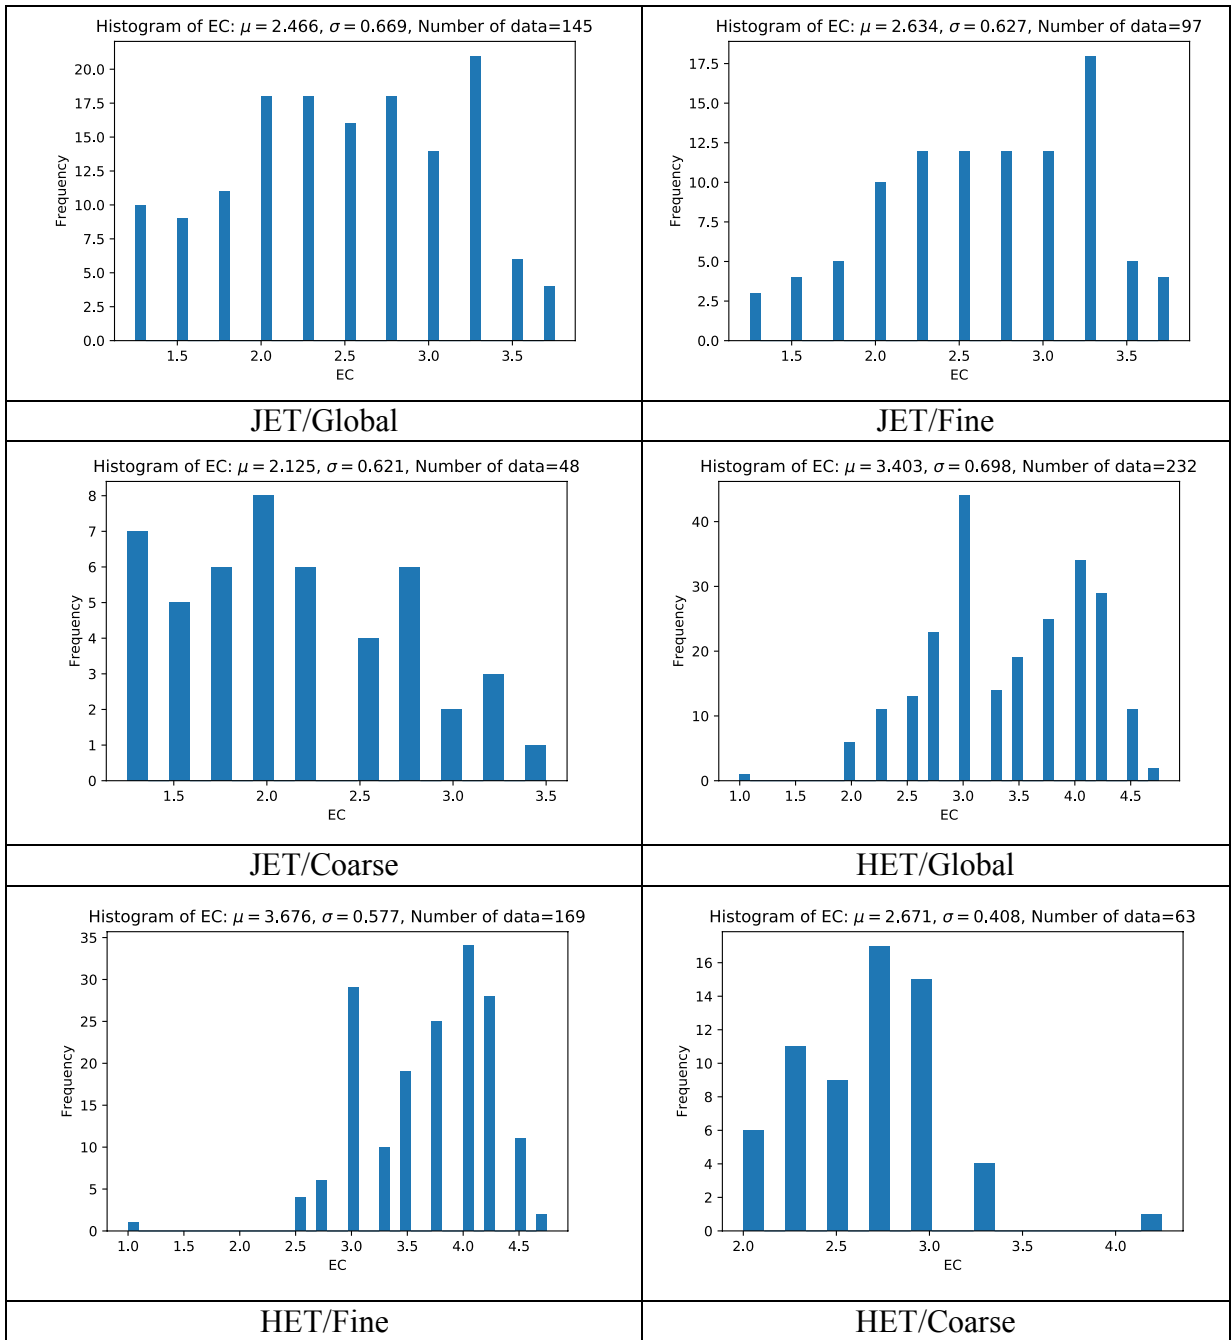 Histogram of EC: μ = 2.466, σ = 0.669, Number of data=145
20.0
17.5
15.0
12.5
10.0
7.5
5.0
2.5
0.0
Frequency
1.5 2.0 2.5 3.0 3.5
EC
JET/Global
Histogram of EC: μ = 2.634, σ = 0.627, Number of data=97
17.5
15.0
12.5
10.0
7.5
5.0
2.5
0.0
Frequency
1.5 2.0 2.5 3.0 3.5
EC
JET/Fine
Histogram of EC: μ = 2.125, σ = 0.621, Number of data=48
8
7
6
5
4
3
2
1
0
Frequency
1.5 2.0 2.5 3.0 3.5
EC
JET/Coarse
Histogram of EC: μ = 3.403, σ = 0.698, Number of data=232
40
30
20
10
0
Frequency
1.0 1.5 2.0 2.5 3.0 3.5 4.0 4.5
EC
HET/Global
Histogram of EC: μ = 3.676, σ = 0.577, Number of data=169
35
30
25
20
15
10
5
0
Frequency
1.0 1.5 2.0 2.5 3.0 3.5 4.0 4.5
EC
HET/Fine
Histogram of EC: μ = 2.671, σ = 0.408, Number of data=63
16
14
12
10
8
6
4
2
0
Frequency
2.0 2.5 3.0 3.5 4.0
EC
HET/Coarse